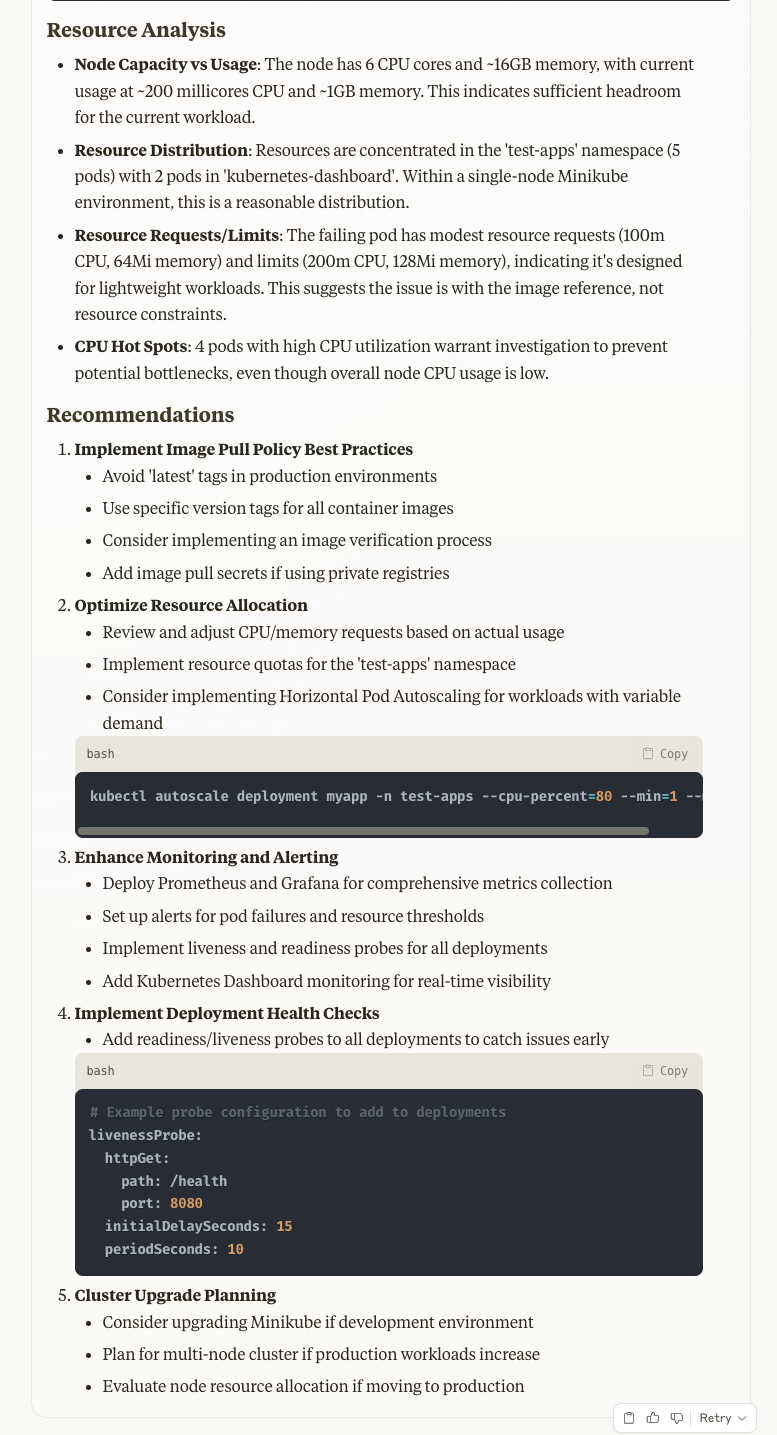 Resource Analysis
Node Capacity vs Usage: The node has 6 CPU cores and ~16GB memory, with current
usage at ~200 millicores CPU and ~1GB memory. This indicates sufficient headroom
for the current workload.
Resource Distribution: Resources are concentrated in the 'test-apps' namespace (5
pods) with 2 pods in 'kubernetes-dashboard'. Within a single-node Minikube
environment, this is a reasonable distribution.
Resource Requests/Limits: The failing pod has modest resource requests (100m
CPU, 64Mi memory) and limits (200m CPU, 128Mi memory), indicating it's designed
for lightweight workloads. This suggests the issue is with the image reference, not
resource constraints.
CPU Hot Spots: 4 pods with high CPU utilization warrant investigation to prevent
potential bottlenecks, even though overall node CPU usage is low.
Recommendations
1. Implement Image Pull Policy Best Practices
Avoid 'latest' tags in production environments
Use specific version tags for all container images
Consider implementing an image verification process
Add image pull secrets if using private registries
2. Optimize Resource Allocation
Review and adjust CPU/memory requests based on actual usage
Implement resource quotas for the 'test-apps' namespace
Consider implementing Horizontal Pod Autoscaling for workloads with variable
demand
bash Copy
kubectl autoscale deployment myapp -n test-apps --cpu-percent=80 --min=1 --
3. Enhance Monitoring and Alerting
Deploy Prometheus and Grafana for comprehensive metrics collection
Set up alerts for pod failures and resource thresholds
Implement liveness and readiness probes for all deployments
Add Kubernetes Dashboard monitoring for real-time visibility
4. Implement Deployment Health Checks
Add readiness/liveness probes to all deployments to catch issues early
bash Copy
# Example probe configuration to add to deployments
livenessProbe:
  httpGet:
    path: /health
    port: 8080
  initialDelaySeconds: 15
  periodSeconds: 10
5. Cluster Upgrade Planning
Consider upgrading Minikube if development environment
Plan for multi-node cluster if production workloads increase
Evaluate node resource allocation if moving to production
Retry